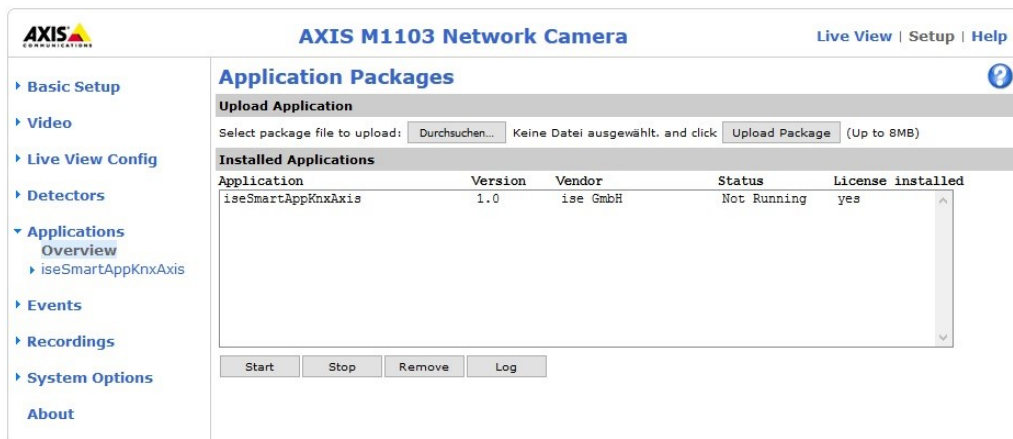 AXIS
COMMUNICATIONS
AXIS M1103 Network Camera
Live View | Setup | Help
Basic Setup
Video
Live View Config
Detectors
Applications
Overview
iseSmartAppKnxAxis
Events
Recordings
System Options
About
Application Packages
?
Upload Application
Select package file to upload: Durchsuchen... Keine Datei ausgewählt. and click Upload Package (Up to 8MB)
Installed Applications
Application Version Vendor Status License installed
iseSmartAppKnxAxis 1.0 ise GmbH Not Running yes
Start Stop Remove Log